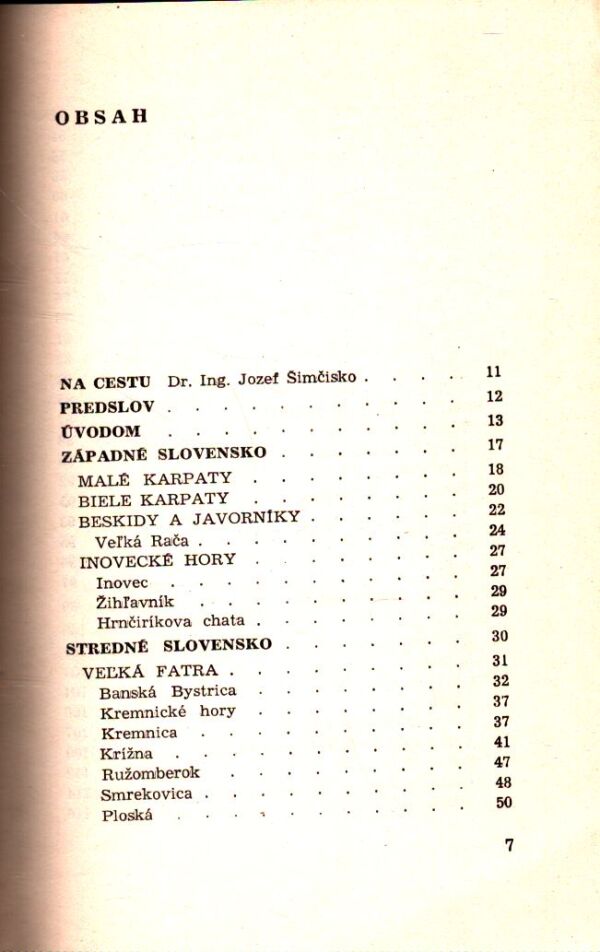 OBSAH
NA CESTU Dr. Ing. Jozef Šimčisko . . . . 11
PREDSLOV . . . . . . . . . . . 12
ÚVODOM . . . . . . . . . . . 13
ZÁPADNÉ SLOVENSKO . . . . . . . 17
MALÉ KARPATY . . . . . . . . 18
BIELE KARPATY . . . . . . . . 20
BESKIDY A JAVORNÍKY . . . . . . 22
Veľká Rača . . . . . . . . . . 24
INOVECKÉ HORY . . . . . . . . 27
Inovec . . . . . . . . . . . 27
Žihľavník . . . . . . . . . . 29
Hrnčiríkova chata . . . . . . . . 29
STREDNÉ SLOVENSKO . . . . . . . 30
VEĽKÁ FATRA . . . . . . . . . 31
Banská Bystrica . . . . . . . . 32
Kremnické hory . . . . . . . . 37
Kremnica . . . . . . . . . . 37
Krížna . . . . . . . . . . . 41
Ružomberok . . . . . . . . . 47
Smrekovica . . . . . . . . . . 48
Ploská . . . . . . . . . . . 50
7